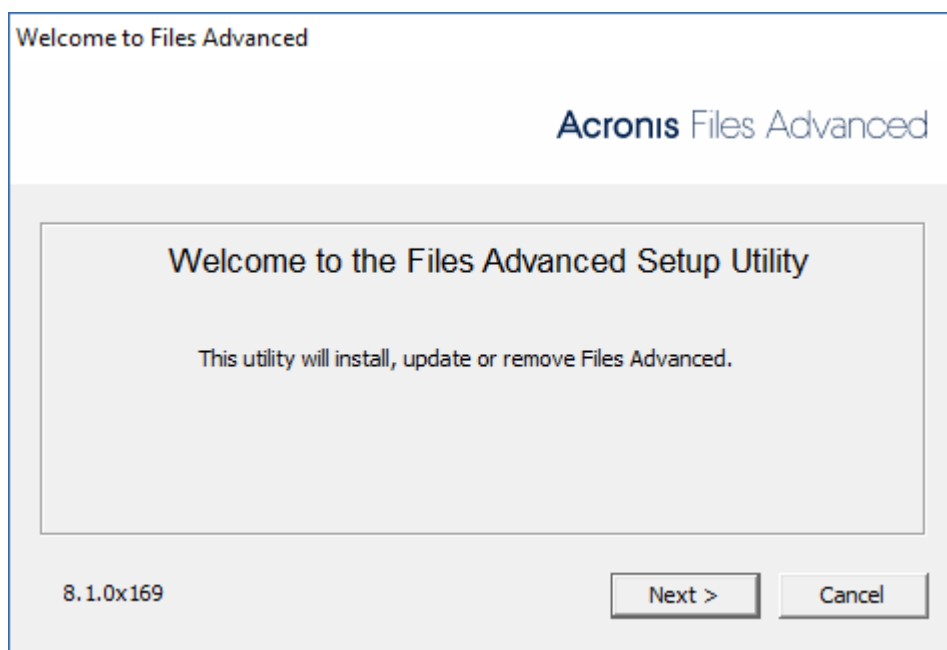 Welcome to Files Advanced
Acronis Files Advanced
Welcome to the Files Advanced Setup Utility
This utility will install, update or remove Files Advanced.
8.1.0x169
Next >
Cancel